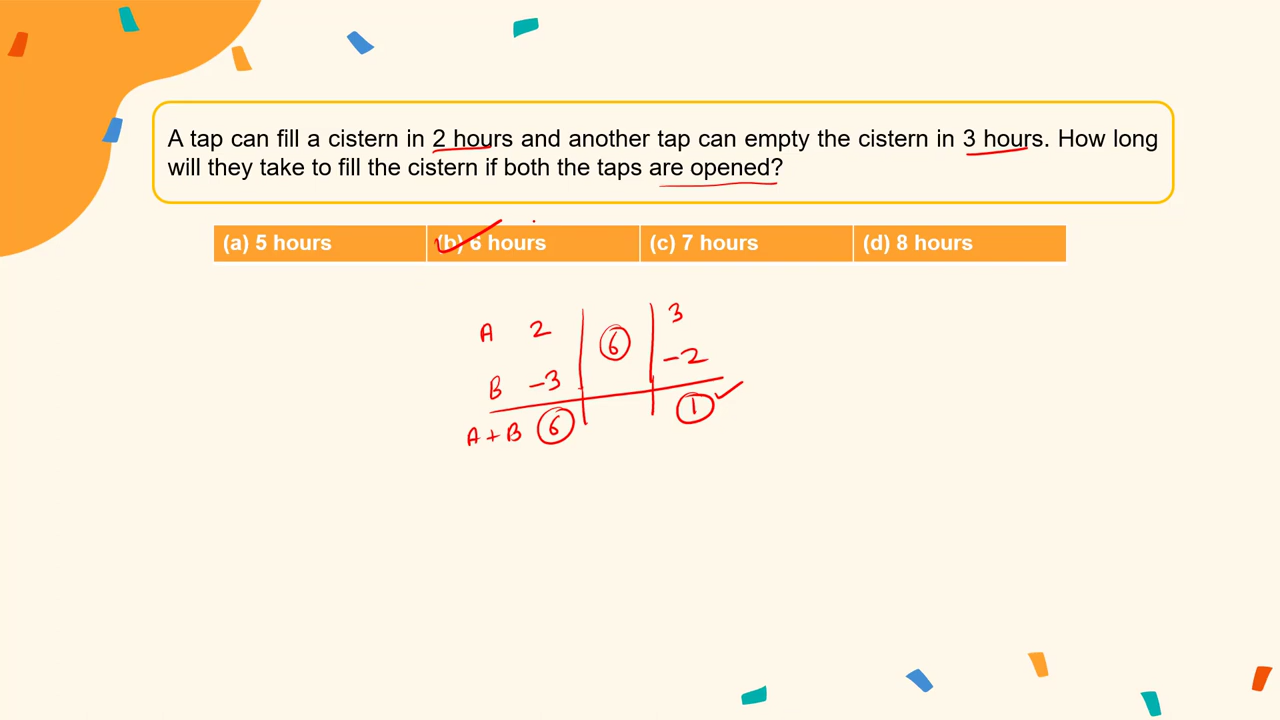 A tap can fill a cistern in 2 hours and another tap can empty the cistern in 3 hours. How long
will they take to fill the cistern if both the taps are opened?
(a) 5 hours (b) 6 hours (c) 7 hours (d) 8 hours
A 2 6 3
B -3 -2
A + B 6 1